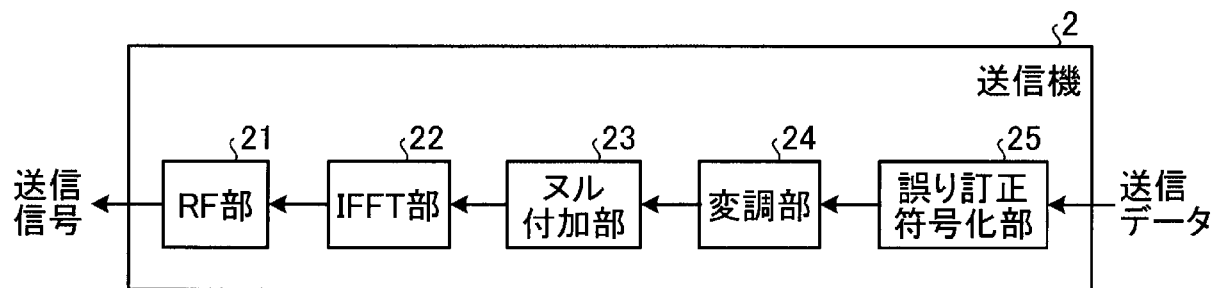 2
送信機
21
22
23
24
25
送信
信号
RF部
IFFT部
ヌル
付加部
変調部
誤り訂正
符号化部
送信
データ